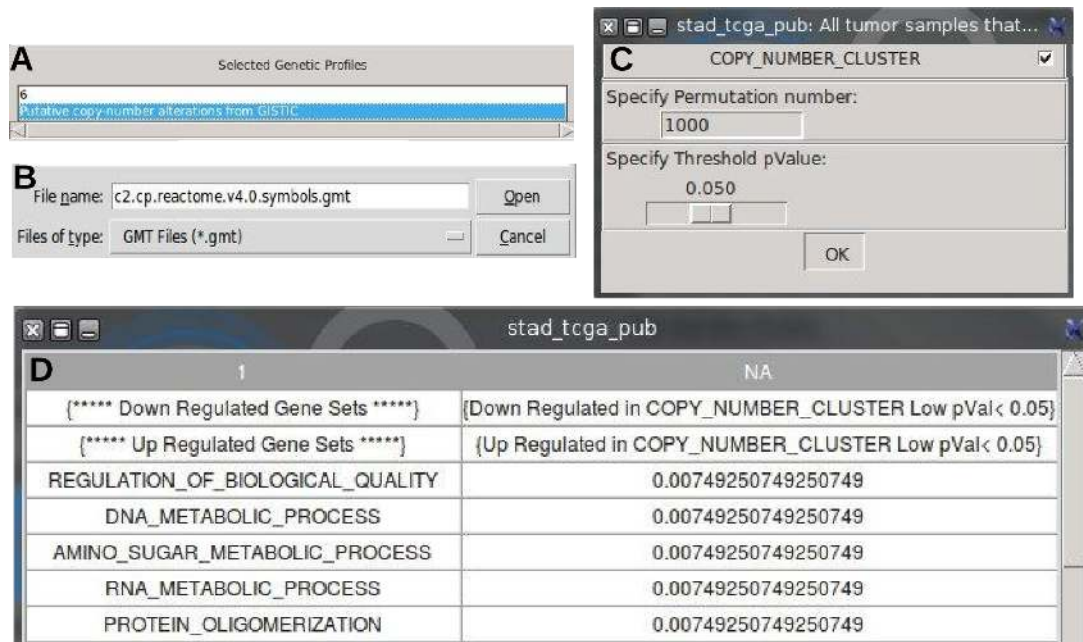 A
Selected Genetic Profiles
6
Putative copy-number alterations from GISTIC
B
File name: c2.cp.reactome.v4.0.symbols.gmt Open
Files of type: GMT Files (*.gmt) Cancel
stad_tcga_pub: All tumor samples that...
C COPY_NUMBER_CLUSTER
Specify Permutation number:
1000
Specify Threshold pValue:
0.050
OK
stad_tcga_pub
D 1 NA
{***** Down Regulated Gene Sets *****} {Down Regulated in COPY_NUMBER_CLUSTER Low pVal< 0.05}
{***** Up Regulated Gene Sets *****} {Up Regulated in COPY_NUMBER_CLUSTER Low pVal< 0.05}
REGULATION_OF_BIOLOGICAL_QUALITY 0.00749250749250749
DNA_METABOLIC_PROCESS 0.00749250749250749
AMINO_SUGAR_METABOLIC_PROCESS 0.00749250749250749
RNA_METABOLIC_PROCESS 0.00749250749250749
PROTEIN_OLIGOMERIZATION 0.00749250749250749